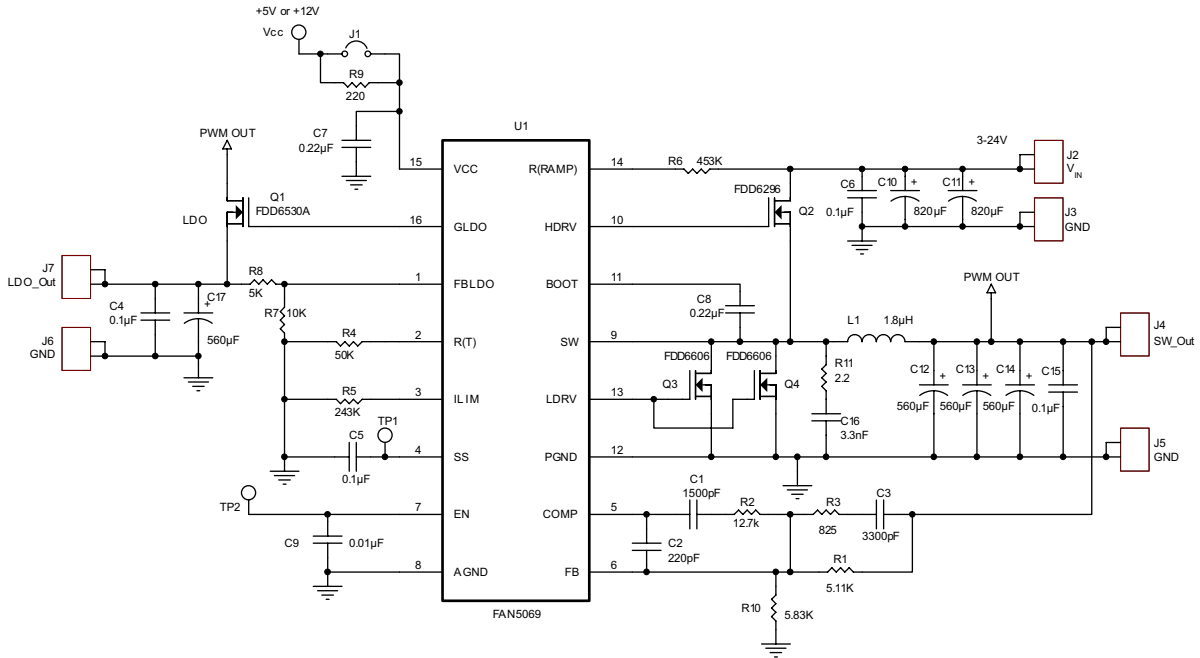 +5V or +12V
Vcc
J1
R9
220
C7
0.22µF
PWM OUT
Q1
FDD6530A
LDO
J7
LDO_Out
J6
GND
C4
0.1µF
C17
+
560µF
R8
5K
R7
10K
R4
50K
R5
243K
C5
0.1µF
TP1
TP2
C9
0.01µF
U1
15
VCC
16
GLDO
1
FBLDO
2
R(T)
3
ILIM
4
SS
7
EN
8
AGND
R(RAMP)
14
HDRV
10
BOOT
11
SW
9
LDRV
13
PGND
12
COMP
5
FB
6
FAN5069
R6
453K
3-24V
J2
VIN
J3
GND
FDD6296
Q2
C6
0.1µF
C10
+
820µF
C11
+
820µF
C8
0.22µF
PWM OUT
L1
1.8µH
J4
SW_Out
FDD6606
FDD6606
Q3
Q4
R11
2.2
C16
3.3nF
C12
+
560µF
C13
+
560µF
C14
+
560µF
C15
0.1µF
J5
GND
C1
1500pF
R2
12.7k
R3
825
C3
3300pF
C2
220pF
R1
5.11K
R10
5.83K